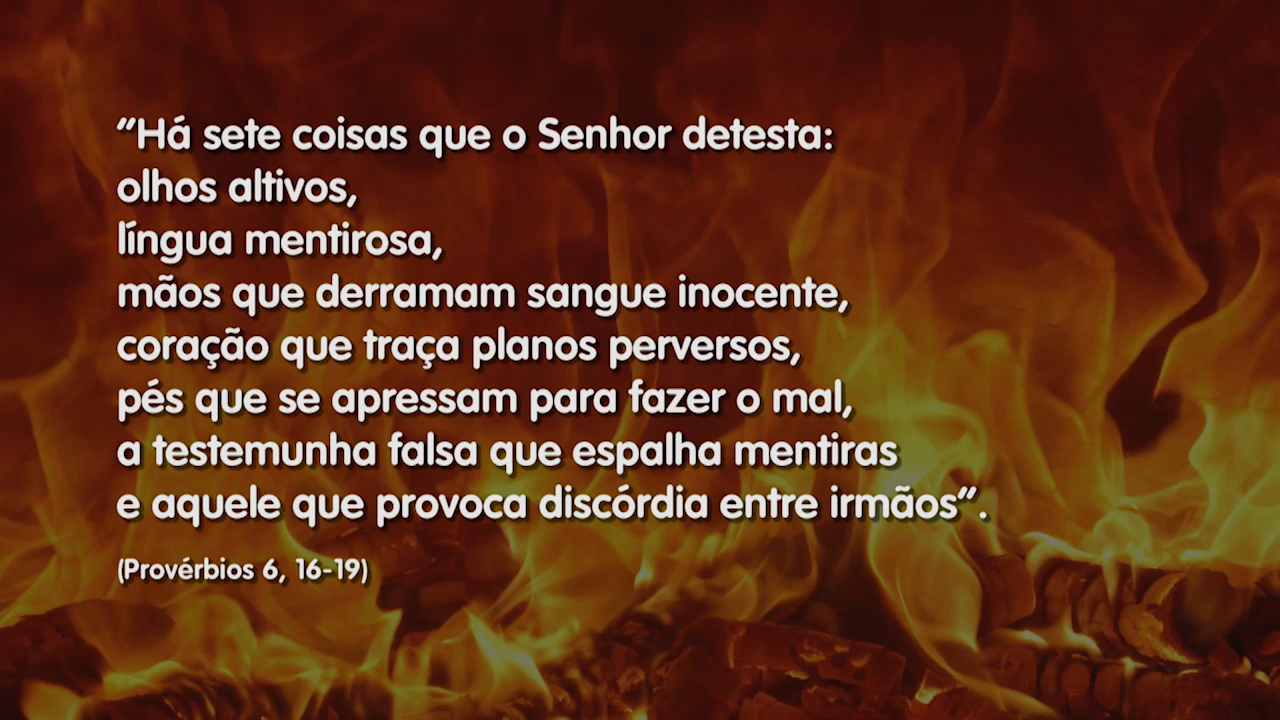 “Há sete coisas que o Senhor detesta:
olhos altivos,
língua mentirosa,
mãos que derramam sangue inocente,
coração que traça planos perversos,
pés que se apressam para fazer o mal,
a testemunha falsa que espalha mentiras
e aquele que provoca discórdia entre irmãos”.
(Provérbios 6, 16-19)